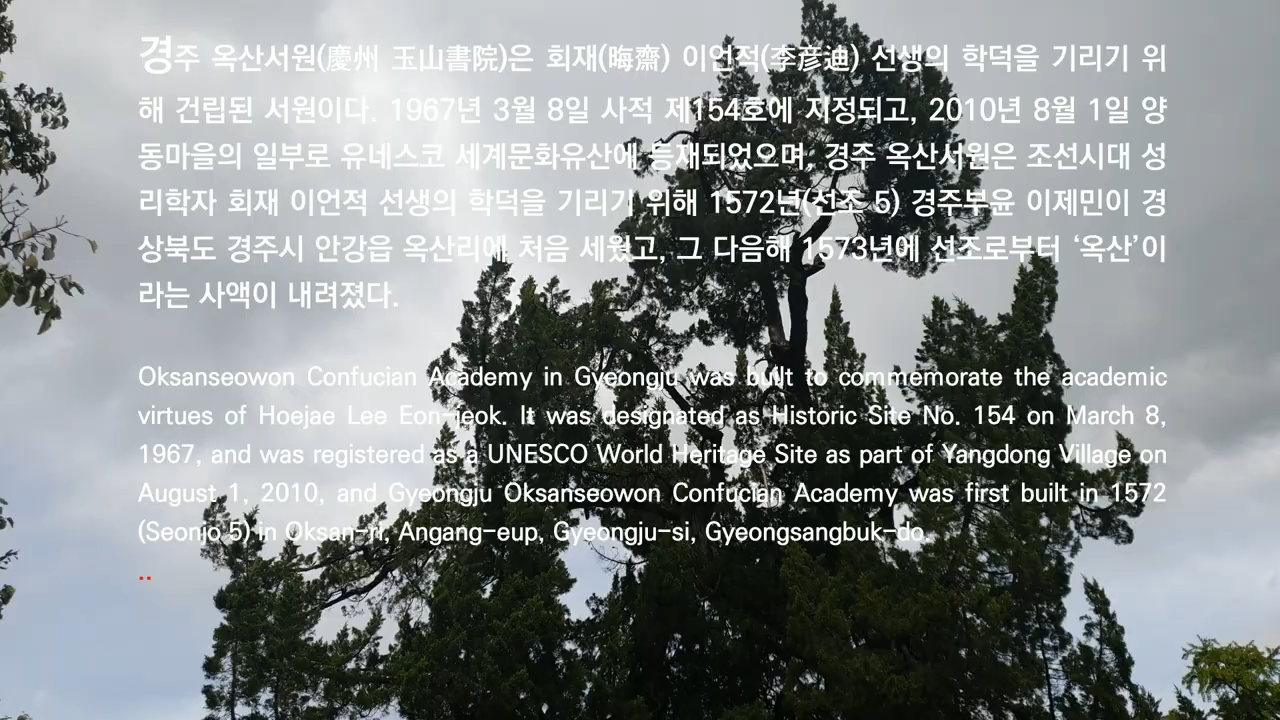 경주 옥산서원(慶州 玉山書院)은 회재(晦齋) 이언적(李彦迪) 선생의 학덕을 기리기 위
해 건립된 서원이다. 1967년 3월 8일 사적 제154호에 지정되고, 2010년 8월 1일 양
동마을의 일부로 유네스코 세계문화유산에 등재되었으며, 경주 옥산서원은 조선시대 성
리학자 회재 이언적 선생의 학덕을 기리기 위해 1572년(선조 5) 경주부윤 이제민이 경
상북도 경주시 안강읍 옥산리에 처음 세웠고, 그 다음해 1573년에 선조로부터 ‘옥산’이
라는 사액이 내려졌다.
Oksanseowon Confucian Academy in Gyeongju was built to commemorate the academic
virtues of Hoejae Lee Eon-jeok. It was designated as Historic Site No. 154 on March 8,
1967, and was registered as a UNESCO World Heritage Site as part of Yangdong Village on
August 1, 2010, and Gyeongju Oksanseowon Confucian Academy was first built in 1572
(Seonjo 5) in Oksan-ri, Angang-eup, Gyeongju-si, Gyeongsangbuk-do.
..